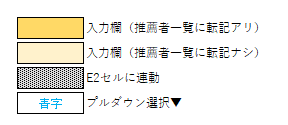 入力欄（推薦者一覧に転記アリ）
入力欄（推薦者一覧に転記ナシ）
E2セルに連動
青字 プルダウン選択▼